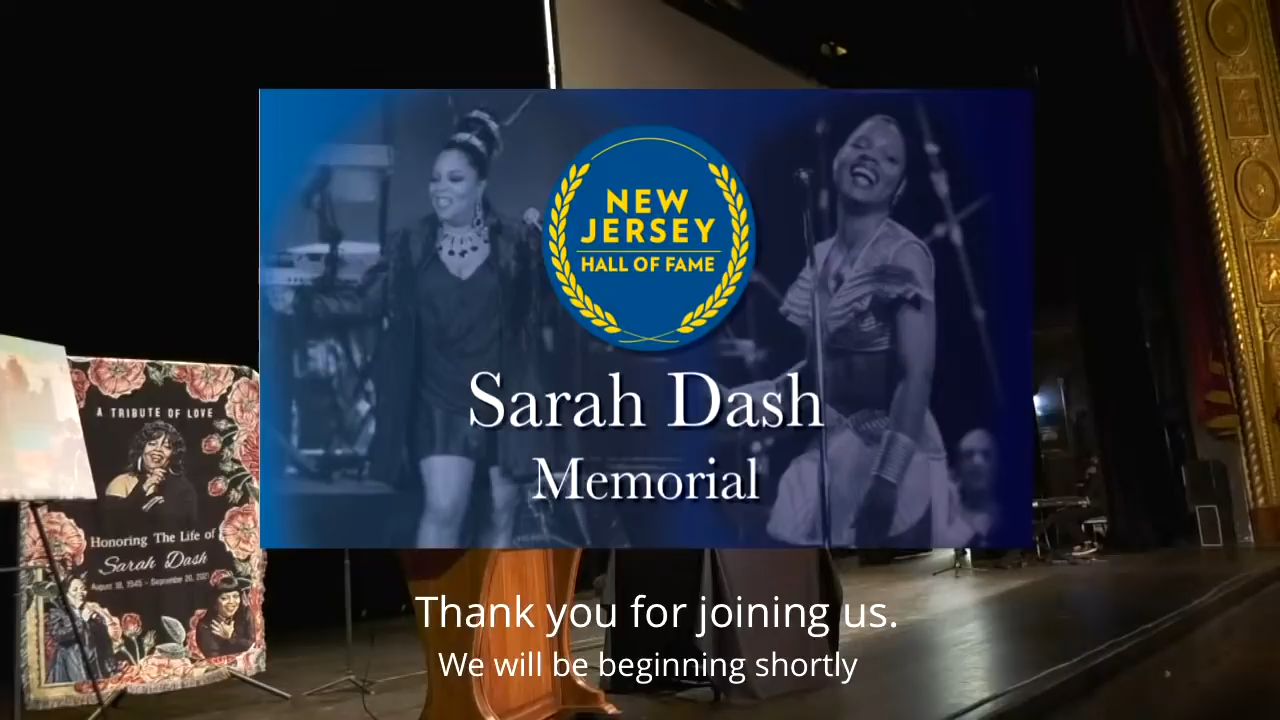 NEW
JERSEY
HALL OF FAME
Sarah Dash
Memorial
A TRIBUTE OF LOVE
Honoring The Life of
Sarah Dash
August 18, 1945 - September 20, 2021
Thank you for joining us.
We will be beginning shortly